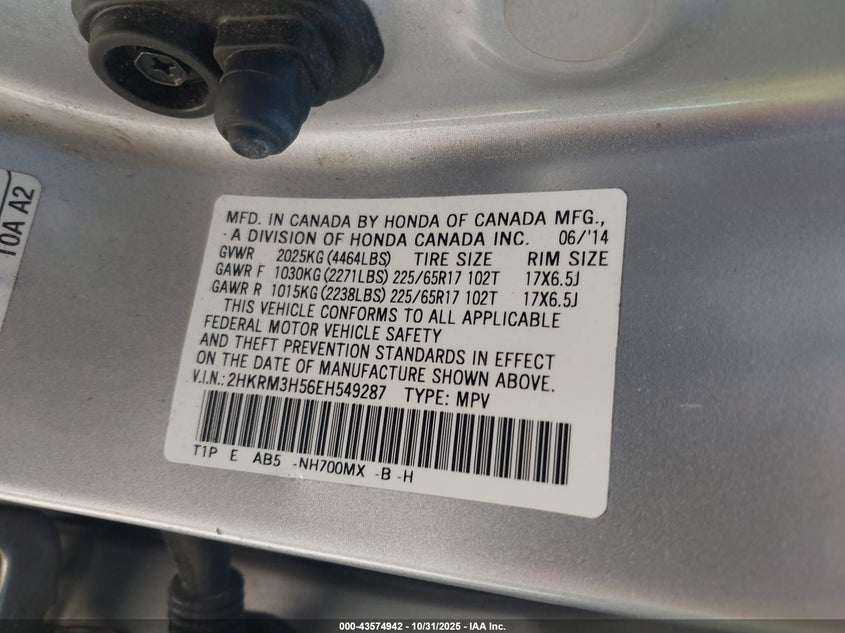 10A A2
MFD. IN CANADA BY HONDA OF CANADA MFG.,
A DIVISION OF HONDA CANADA INC. 06/'14
GVWR 2025KG (4464LBS) TIRE SIZE RIM SIZE
GAWR F 1030KG (2271LBS) 225/65R17 102T 17X6.5J
GAWR R 1015KG (2238LBS) 225/65R17 102T 17X6.5J
THIS VEHICLE CONFORMS TO ALL APPLICABLE
FEDERAL MOTOR VEHICLE SAFETY
AND THEFT PREVENTION STANDARDS IN EFFECT
ON THE DATE OF MANUFACTURE SHOWN ABOVE.
V.I.N.: 2HKRM3H56EH549287 TYPE: MPV
T1P E AB5 -NH700MX -B -H
000-43574942 | 10/31/2025 - IAA Inc.